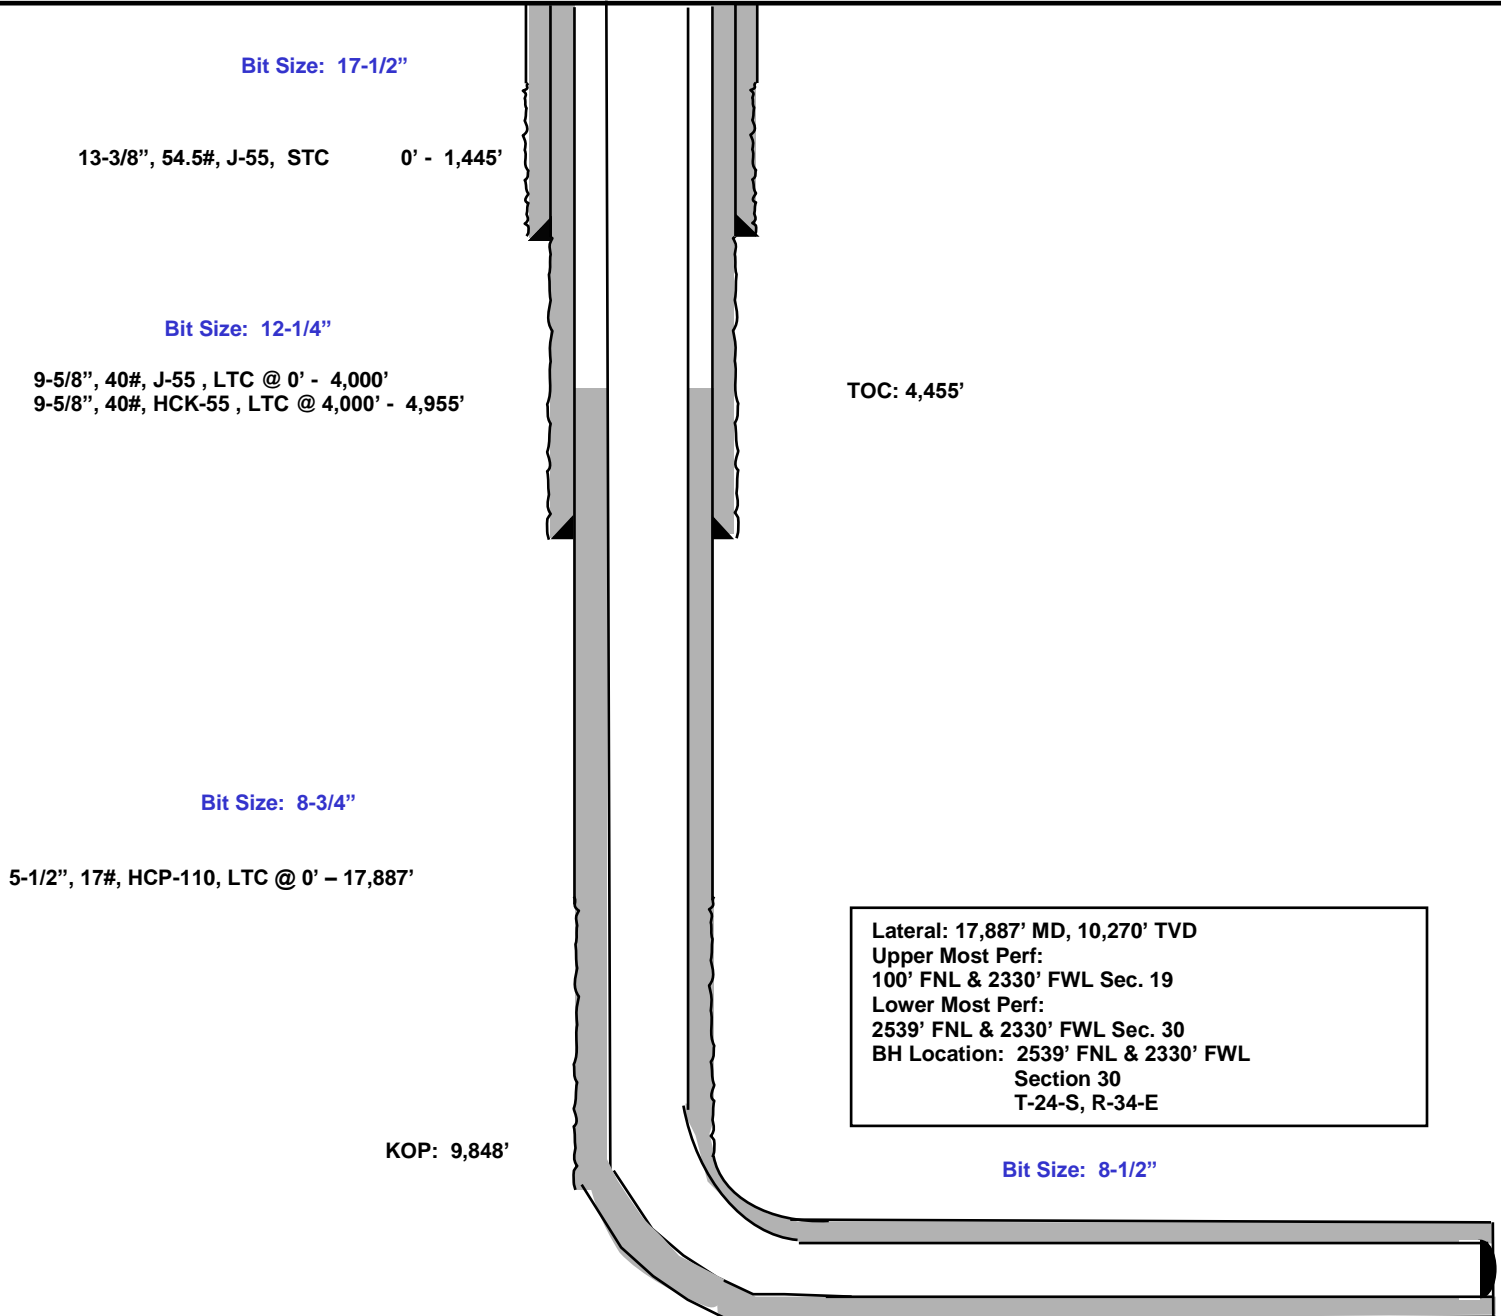 Bit Size: 17-1/2”
13-3/8”, 54.5#, J-55, STC 0’ - 1,445’
Bit Size: 12-1/4”
9-5/8”, 40#, J-55 , LTC @ 0’ - 4,000’
9-5/8”, 40#, HCK-55 , LTC @ 4,000’ - 4,955’
TOC: 4,455’
Bit Size: 8-3/4”
5-1/2”, 17#, HCP-110, LTC @ 0’ – 17,887’
Lateral: 17,887’ MD, 10,270’ TVD
Upper Most Perf:
100’ FNL & 2330’ FWL Sec. 19
Lower Most Perf:
2539’ FNL & 2330’ FWL Sec. 30
BH Location: 2539’ FNL & 2330’ FWL
Section 30
T-24-S, R-34-E
KOP: 9,848’
Bit Size: 8-1/2”